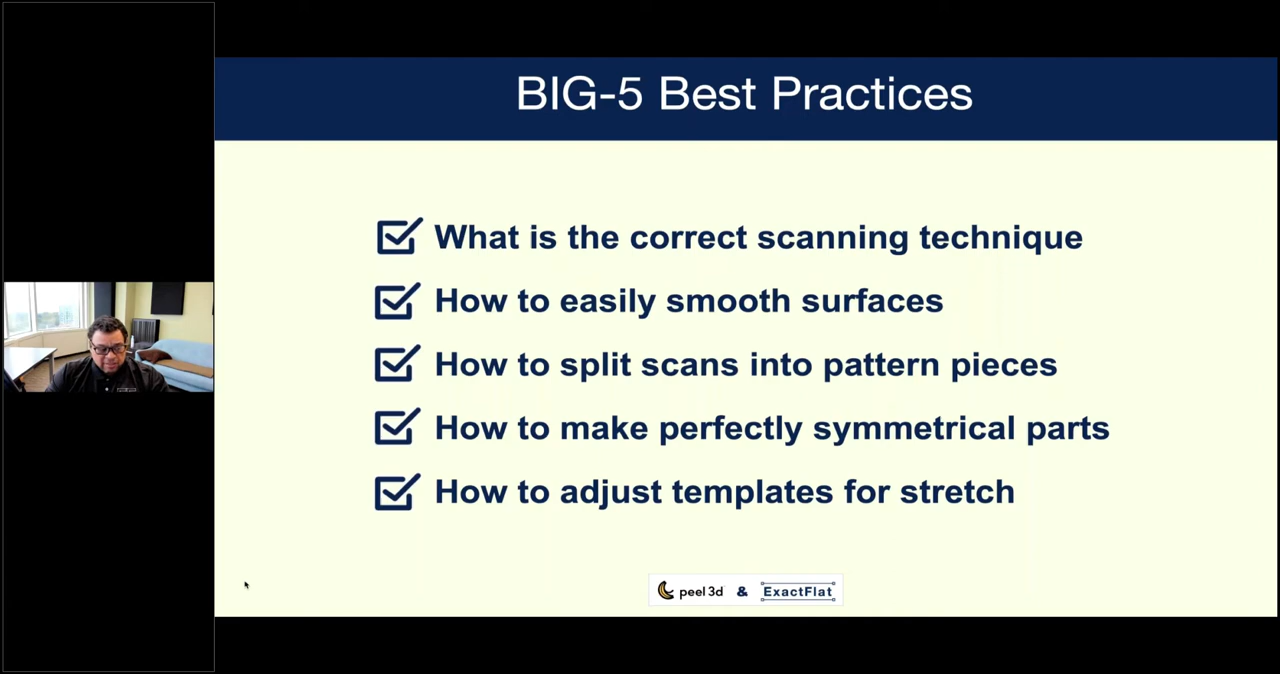 BIG-5 Best Practices
What is the correct scanning technique
How to easily smooth surfaces
How to split scans into pattern pieces
How to make perfectly symmetrical parts
How to adjust templates for stretch
peel 3d & ExactFlat